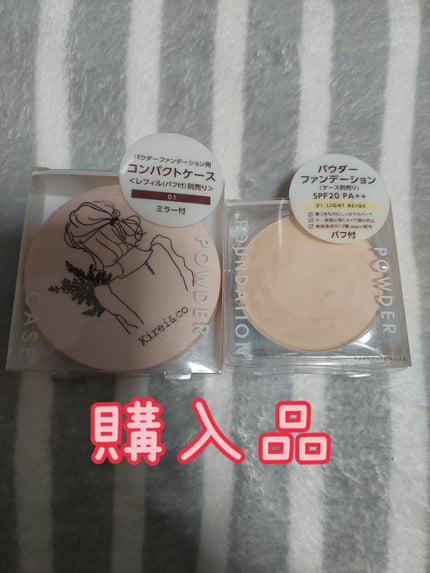 パウダーファンデーション用
コンパクトケース
<レフィル(パフ付)別売り>
01
ミラー付
POWDER
CASE
Kirei&co.
パウダー
ファンデーション
(ケース別売り)
SPF20 PA++
01 LIGHT BEIGE
パフ付
POWDER
FOUNDATION
購入品